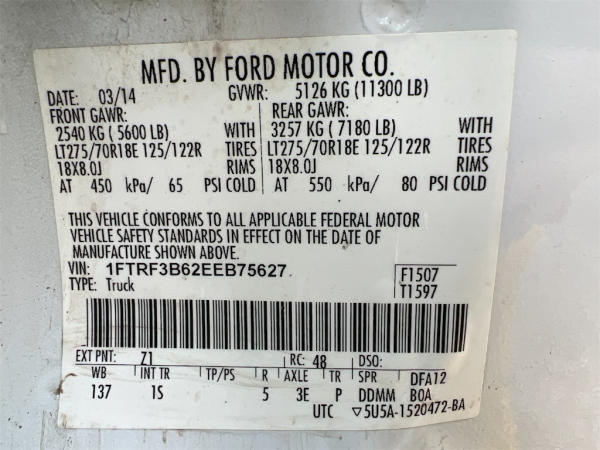 MFD. BY FORD MOTOR CO.
DATE: 03/14 GVWR: 5126 KG (11300 LB)
FRONT GAWR: REAR GAWR:
2540 KG ( 5600 LB) WITH 3257 KG ( 7180 LB) WITH
LT275/70R18E 125/122R TIRES LT275/70R18E 125/122R TIRES
18X8.0J RIMS 18X8.0J RIMS
AT 450 kPa/ 65 PSI COLD AT 550 kPa/ 80 PSI COLD
THIS VEHICLE CONFORMS TO ALL APPLICABLE FEDERAL MOTOR
VEHICLE SAFETY STANDARDS IN EFFECT ON THE DATE OF
MANUFACTURE SHOWN ABOVE.
VIN: 1FTRF3B62EEB75627
TYPE: Truck
F1507
T1597
EXT PNT: Z1 RC: 48 DSO:
WB INT TR TP/PS R AXLE TR SPR DFA12
137 1S 5 3E P DDMM BOA
UTC ▽5U5A-1520472-BA